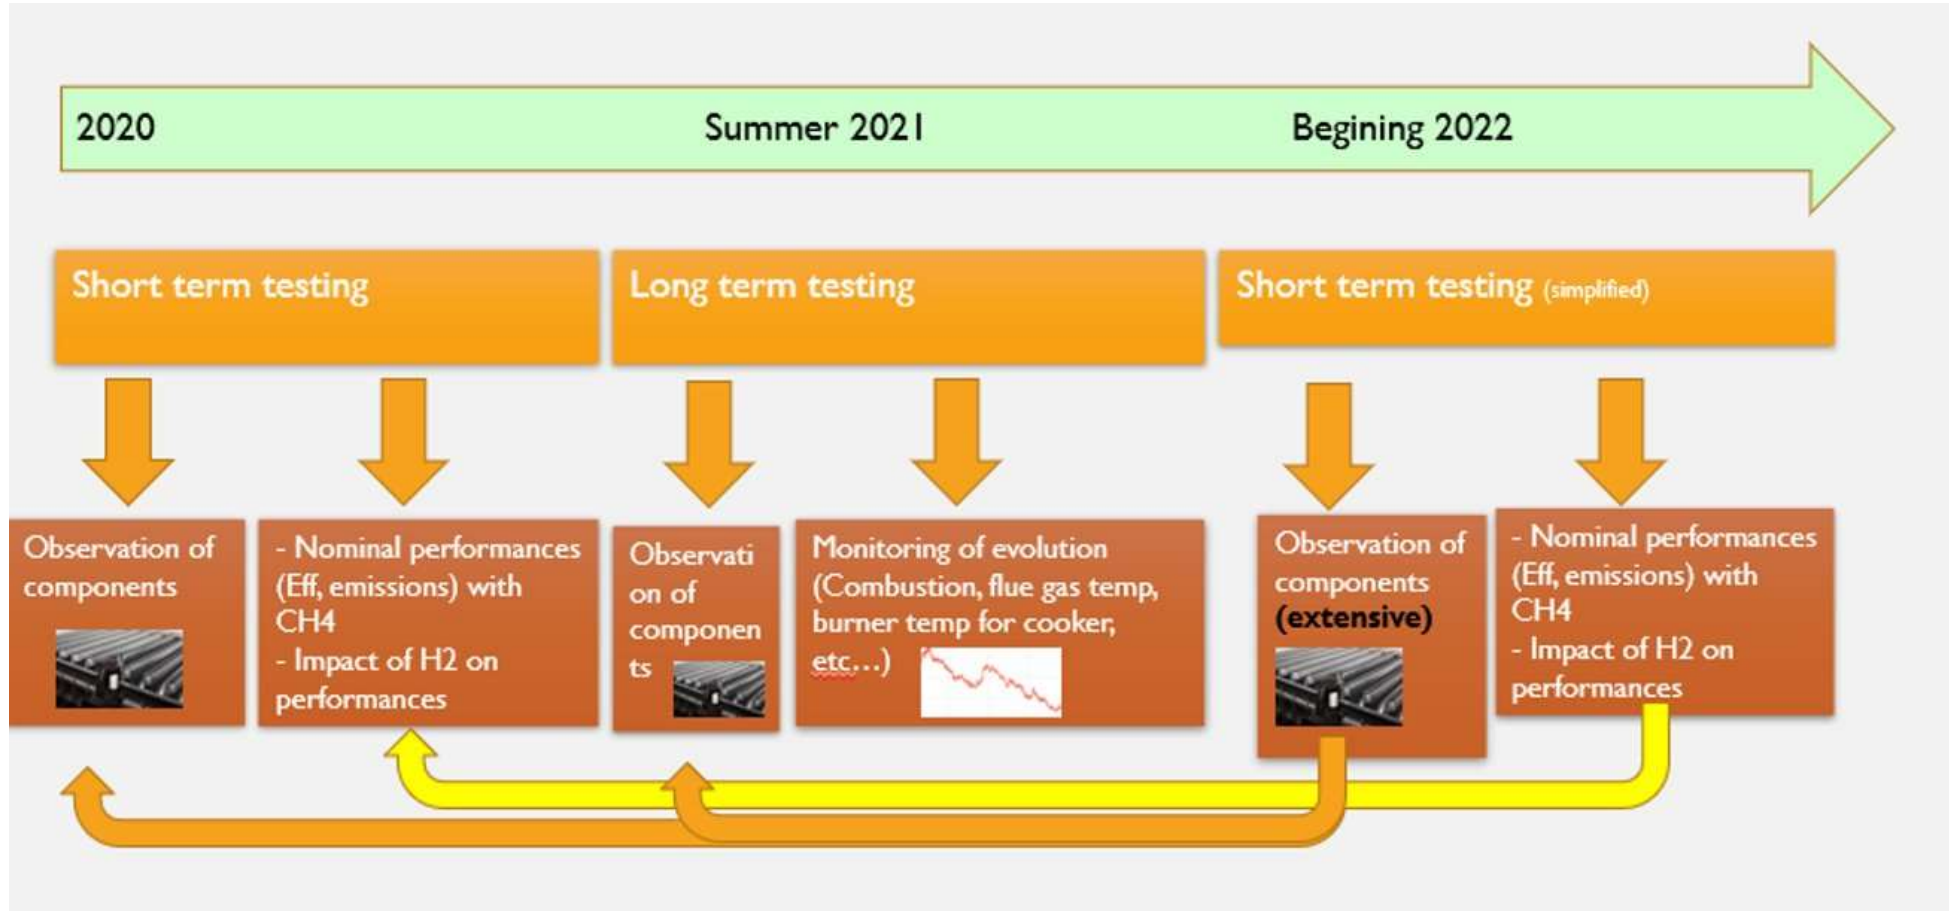 2020
Summer 2021
Begining 2022
Short term testing
Long term testing
Short term testing (simplified)
Observation of
components
- Nominal performances
(Eff, emissions) with
CH4
- Impact of H2 on
performances
Observati
on of
componen
ts
Monitoring of evolution
(Combustion, flue gas temp,
burner temp for cooker,
etc...)
Observation of
components
(extensive)
- Nominal performances
(Eff, emissions) with
CH4
- Impact of H2 on
performances